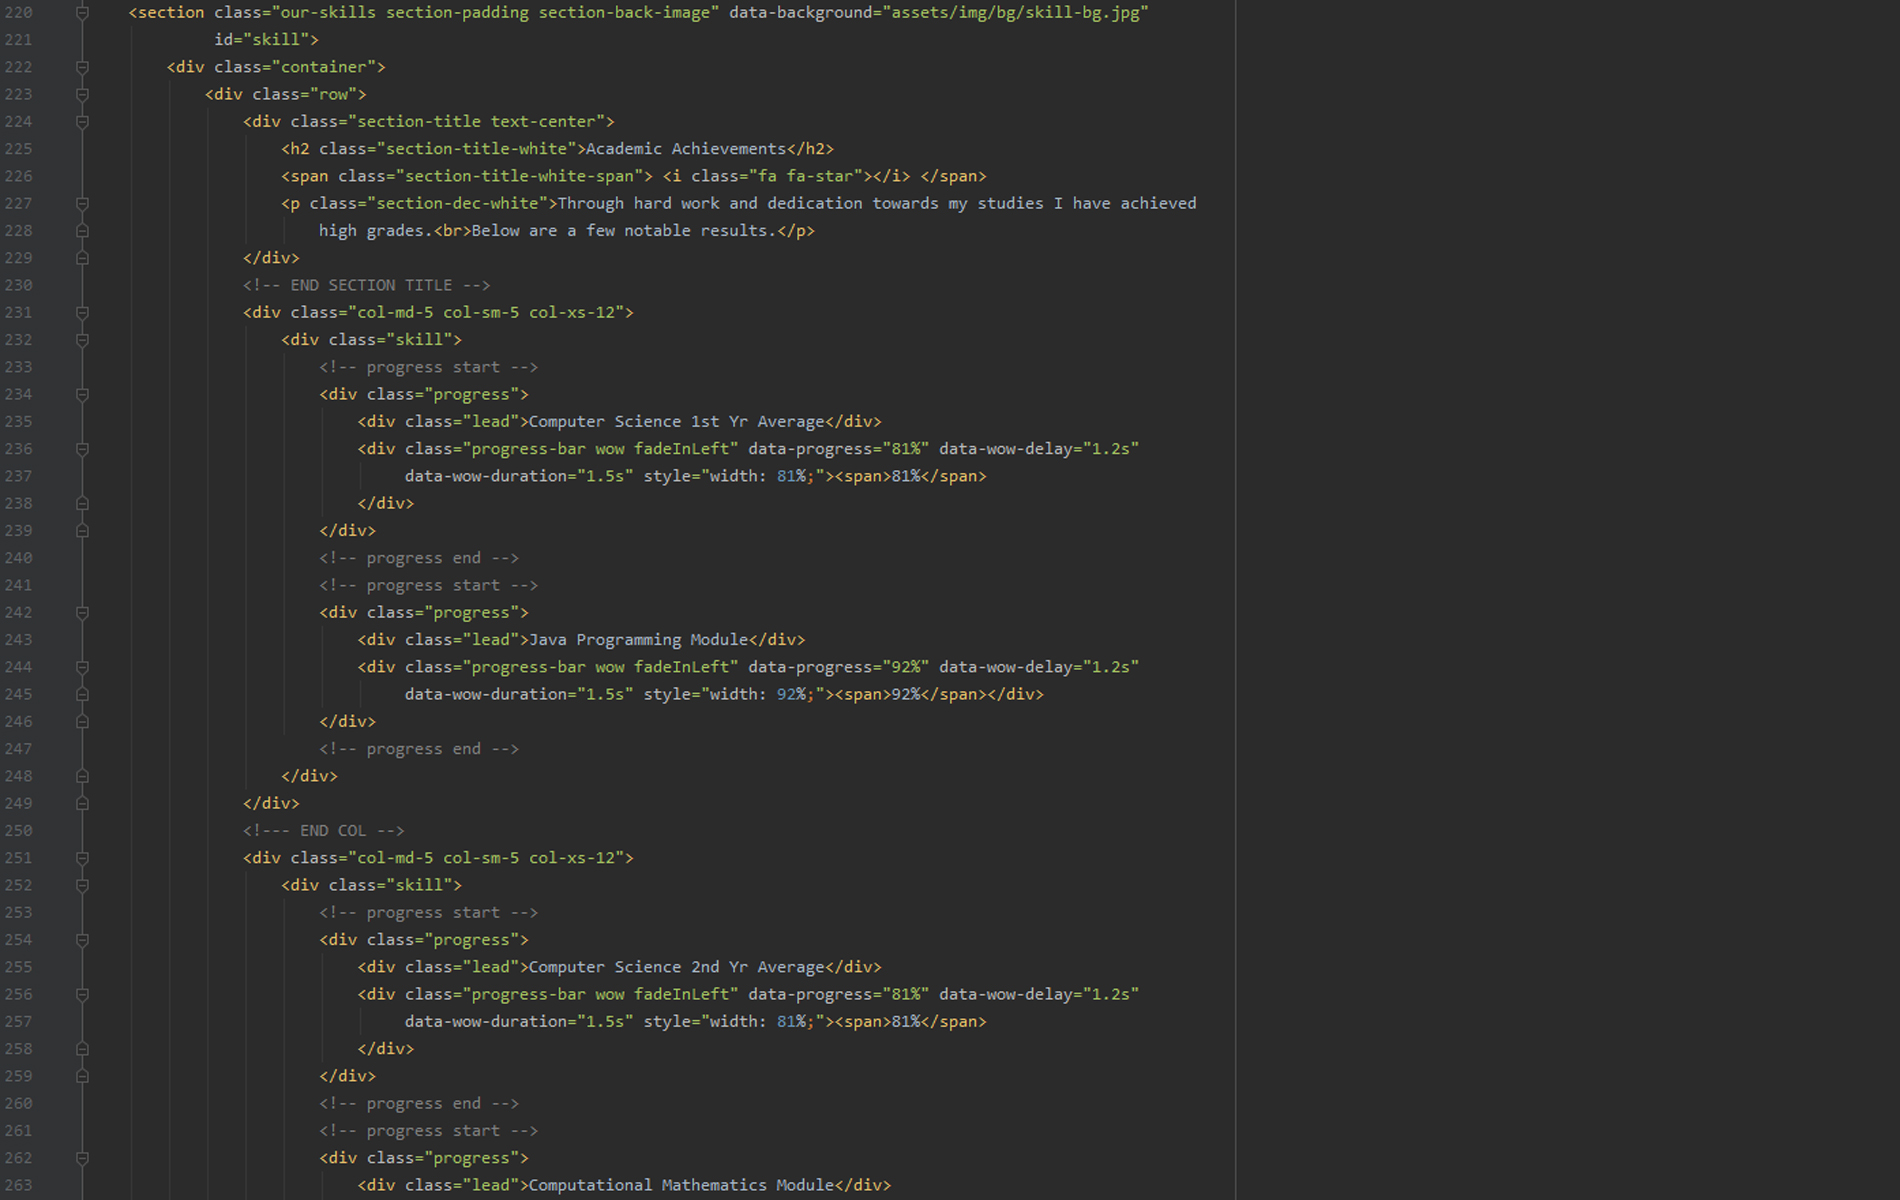 220 <section class="our-skills section-padding section-back-image" data-background="assets/img/bg/skill-bg.jpg"
221 id="skill">
222 <div class="container">
223 <div class="row">
224 <div class="section-title text-center">
225 <h2 class="section-title-white">Academic Achievements</h2>
226 <span class="section-title-white-span"> <i class="fa fa-star"></i> </span>
227 <p class="section-dec-white">Through hard work and dedication towards my studies I have achieved
228 high grades.<br>Below are a few notable results.</p>
229 </div>
230 <!-- END SECTION TITLE -->
231 <div class="col-md-5 col-sm-5 col-xs-12">
232 <div class="skill">
233 <!-- progress start -->
234 <div class="progress">
235 <div class="lead">Computer Science 1st Yr Average</div>
236 <div class="progress-bar wow fadeInLeft" data-progress="81%" data-wow-delay="1.2s"
237 data-wow-duration="1.5s" style="width: 81%;"><span>81%</span>
238 </div>
239 </div>
240 <!-- progress end -->
241 <!-- progress start -->
242 <div class="progress">
243 <div class="lead">Java Programming Module</div>
244 <div class="progress-bar wow fadeInLeft" data-progress="92%" data-wow-delay="1.2s"
245 data-wow-duration="1.5s" style="width: 92%;"><span>92%</span></div>
246 </div>
247 <!-- progress end -->
248 </div>
249 </div>
250 <!--- END COL -->
251 <div class="col-md-5 col-sm-5 col-xs-12">
252 <div class="skill">
253 <!-- progress start -->
254 <div class="progress">
255 <div class="lead">Computer Science 2nd Yr Average</div>
256 <div class="progress-bar wow fadeInLeft" data-progress="81%" data-wow-delay="1.2s"
257 data-wow-duration="1.5s" style="width: 81%;"><span>81%</span>
258 </div>
259 </div>
260 <!-- progress end -->
261 <!-- progress start -->
262 <div class="progress">
263 <div class="lead">Computational Mathematics Module</div>